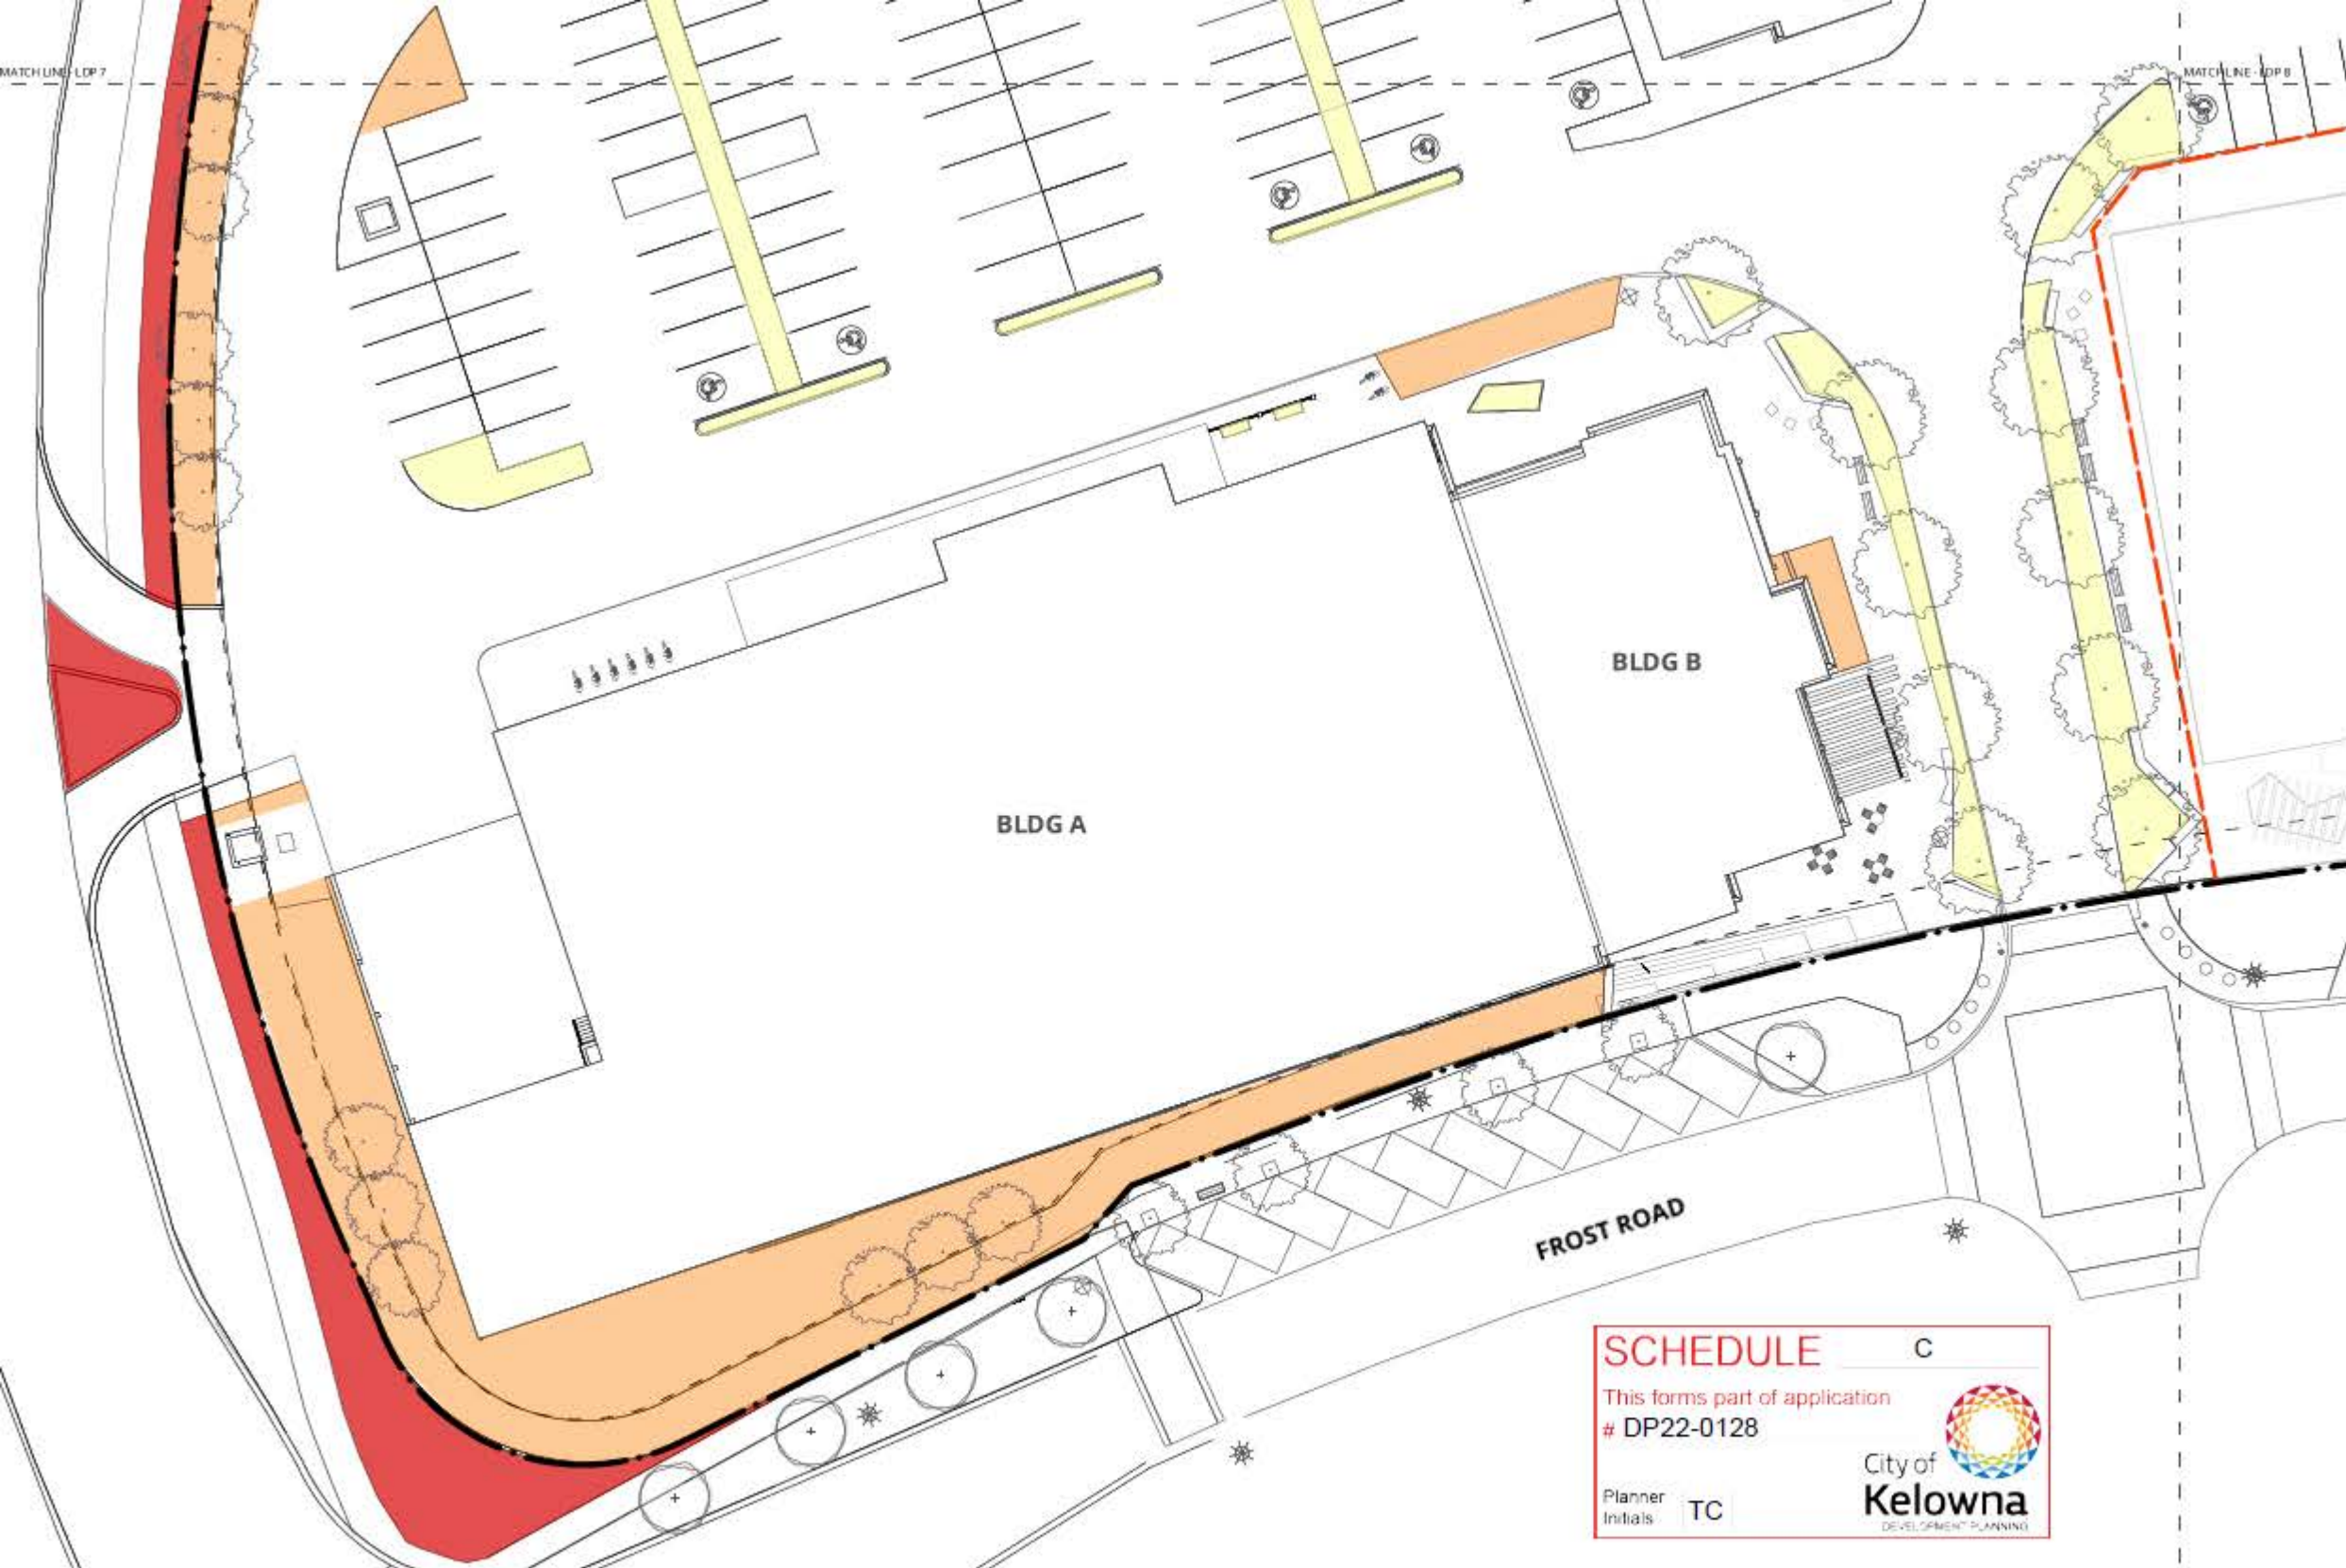 MATCH LINE - LDP 7
MATCH LINE - LDP 8
BLDG B
BLDG A
FROST ROAD
SCHEDULE C
This forms part of application
# DP22-0128
City of
Kelowna
DEVELOPMENT PLANNING
Planner
Initials TC